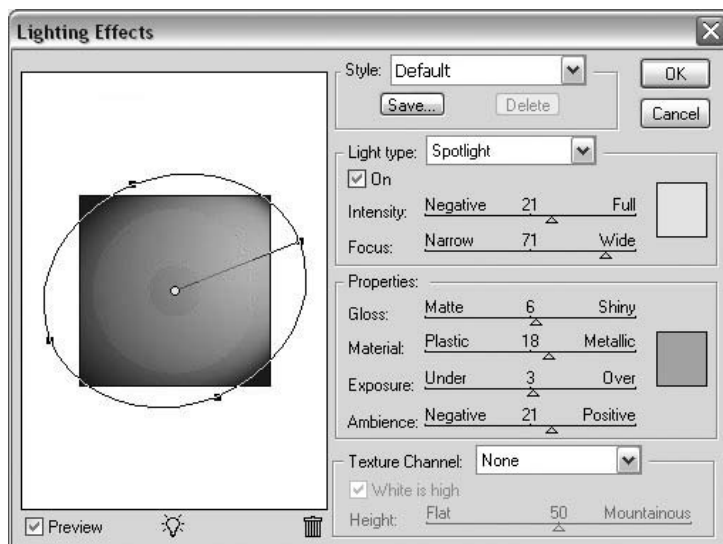 Lighting Effects
Style: Default
OK
Save... Delete
Cancel
Light type: Spotlight
On
Intensity: Negative 21 Full
Focus: Narrow 71 Wide
Properties:
Gloss: Matte 6 Shiny
Material: Plastic 18 Metallic
Exposure: Under 3 Over
Ambience: Negative 21 Positive
Texture Channel: None
White is high
Height: Flat 50 Mountainous
Preview